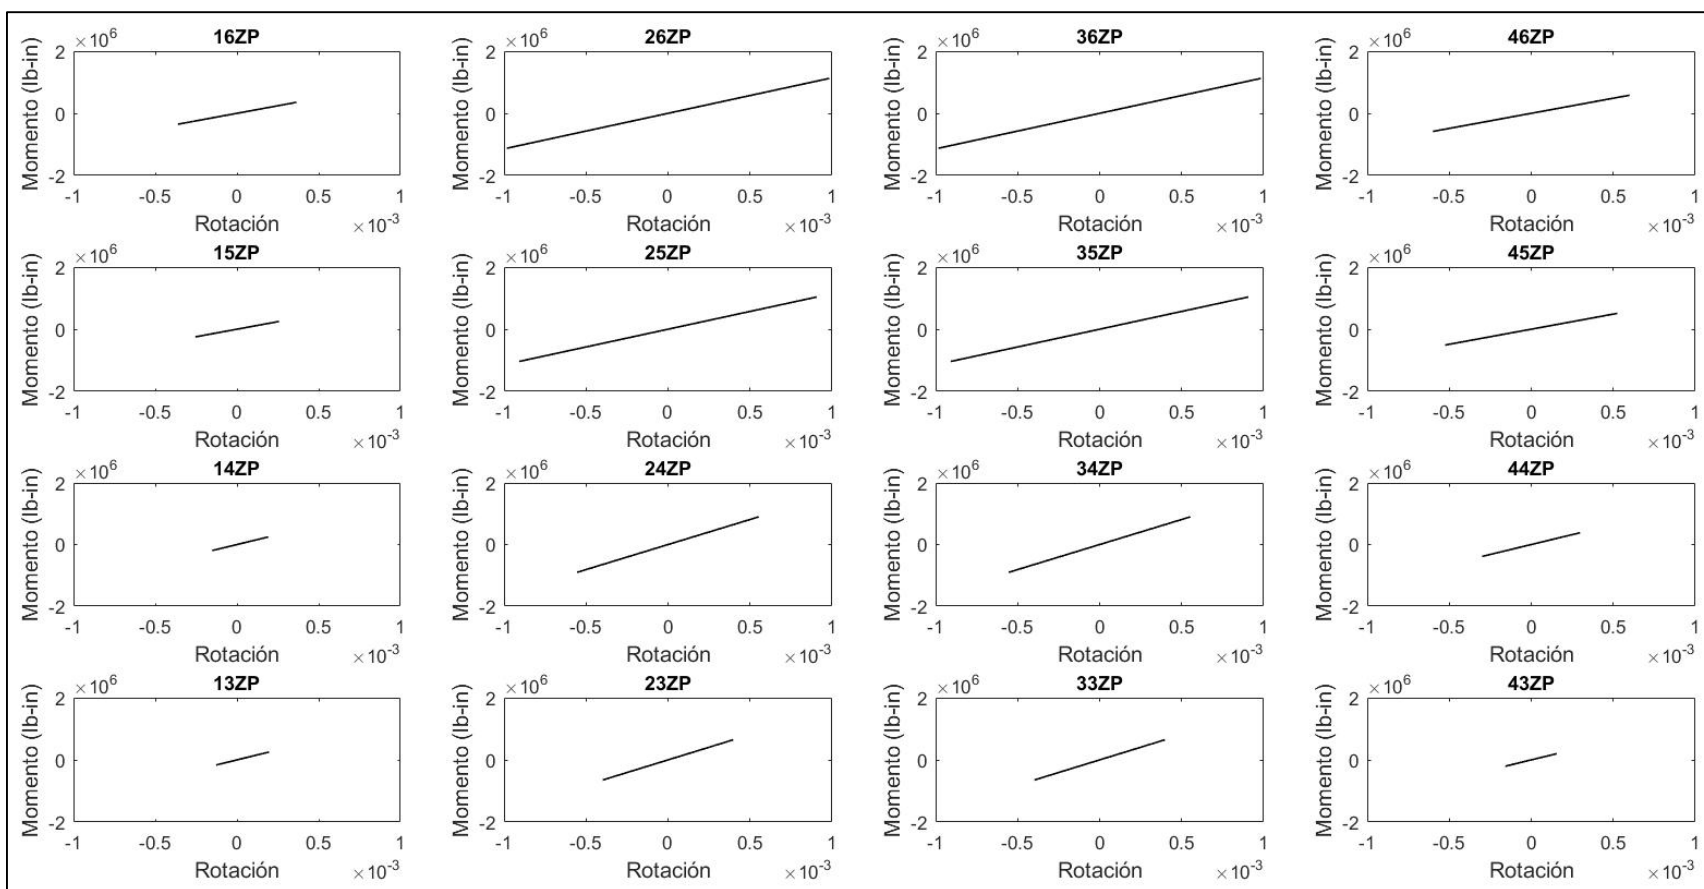 16ZP
×10^6
Momento (lb-in)
2
0
-2
-1 -0.5 0 0.5 1
Rotación
×10^-3
26ZP
×10^6
Momento (lb-in)
2
0
-2
-1 -0.5 0 0.5 1
Rotación
×10^-3
36ZP
×10^6
Momento (lb-in)
2
0
-2
-1 -0.5 0 0.5 1
Rotación
×10^-3
46ZP
×10^6
Momento (lb-in)
2
0
-2
-1 -0.5 0 0.5 1
Rotación
×10^-3
15ZP
×10^6
Momento (lb-in)
2
0
-2
-1 -0.5 0 0.5 1
Rotación
×10^-3
25ZP
×10^6
Momento (lb-in)
2
0
-2
-1 -0.5 0 0.5 1
Rotación
×10^-3
35ZP
×10^6
Momento (lb-in)
2
0
-2
-1 -0.5 0 0.5 1
Rotación
×10^-3
45ZP
×10^6
Momento (lb-in)
2
0
-2
-1 -0.5 0 0.5 1
Rotación
×10^-3
14ZP
×10^6
Momento (lb-in)
2
0
-2
-1 -0.5 0 0.5 1
Rotación
×10^-3
24ZP
×10^6
Momento (lb-in)
2
0
-2
-1 -0.5 0 0.5 1
Rotación
×10^-3
34ZP
×10^6
Momento (lb-in)
2
0
-2
-1 -0.5 0 0.5 1
Rotación
×10^-3
44ZP
×10^6
Momento (lb-in)
2
0
-2
-1 -0.5 0 0.5 1
Rotación
×10^-3
13ZP
×10^6
Momento (lb-in)
2
0
-2
-1 -0.5 0 0.5 1
Rotación
×10^-3
23ZP
×10^6
Momento (lb-in)
2
0
-2
-1 -0.5 0 0.5 1
Rotación
×10^-3
33ZP
×10^6
Momento (lb-in)
2
0
-2
-1 -0.5 0 0.5 1
Rotación
×10^-3
43ZP
×10^6
Momento (lb-in)
2
0
-2
-1 -0.5 0 0.5 1
Rotación
×10^-3